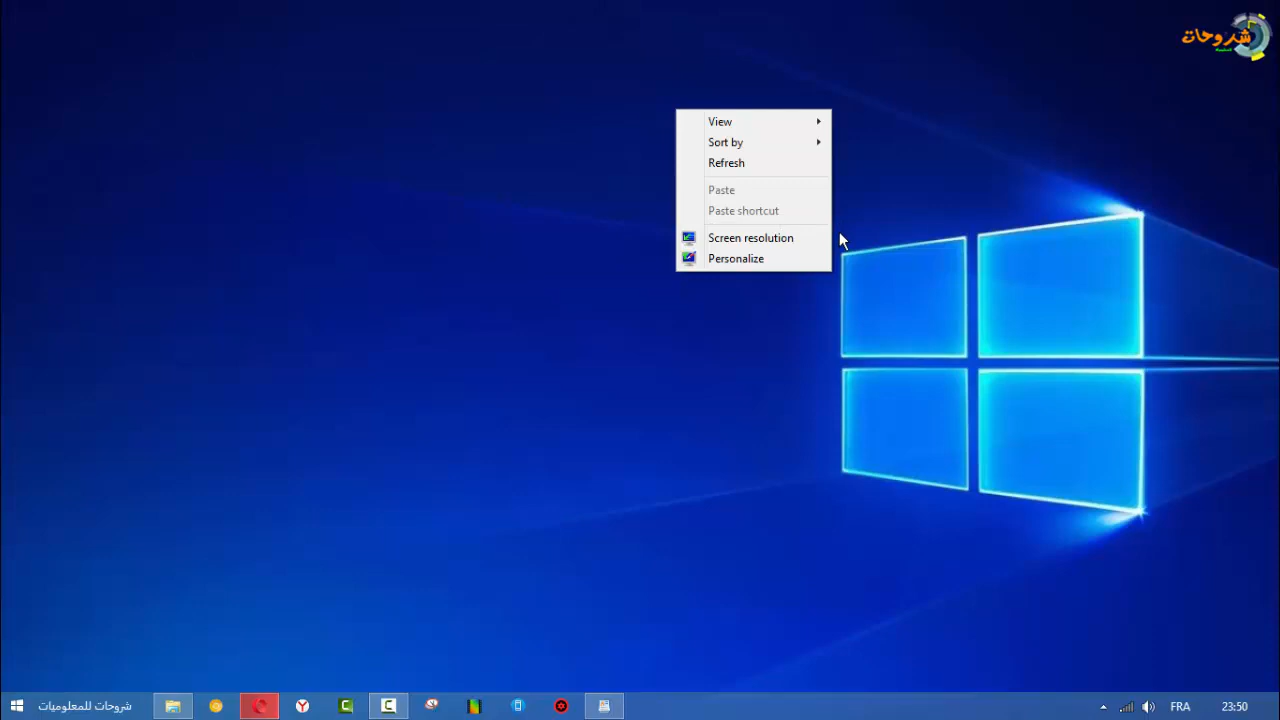 شروحات
View
Sort by
Refresh
Paste
Paste shortcut
Screen resolution
Personalize
شروحات للمعلوميات
FRA
23:50